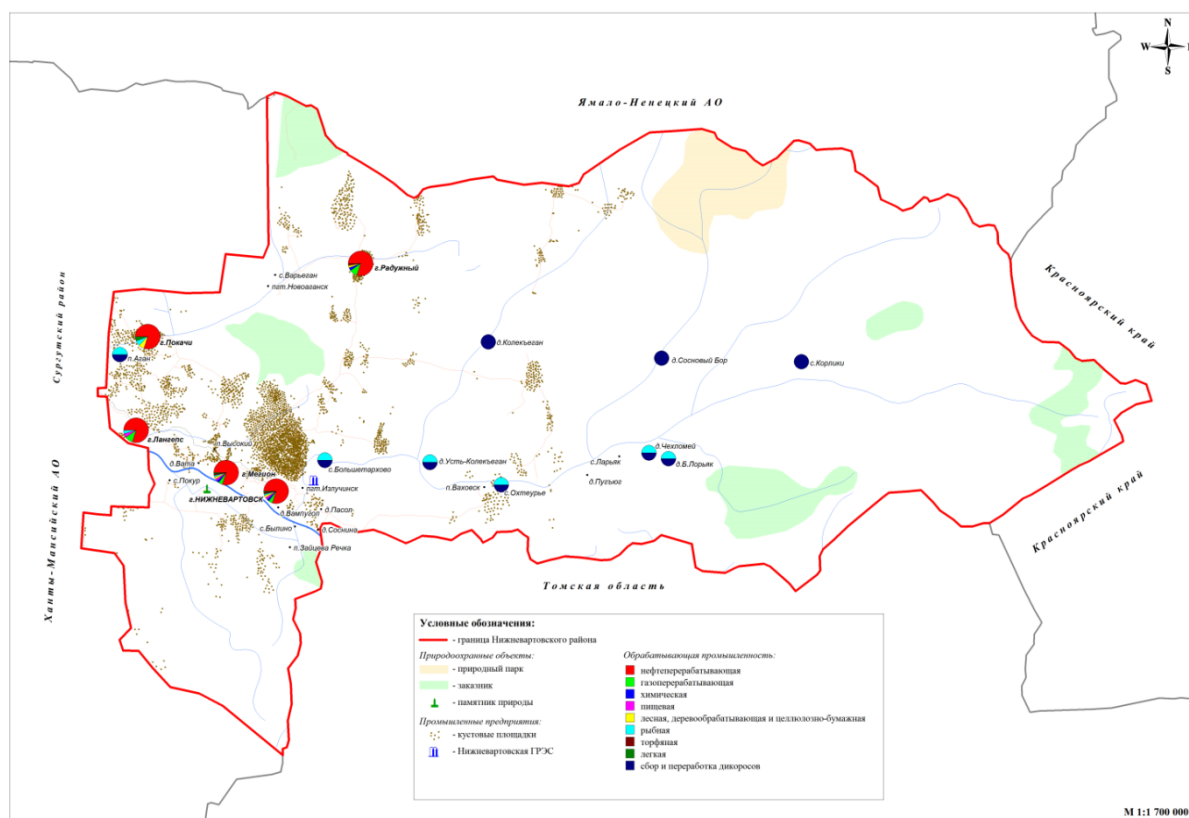 N
W
E
S
Ямало-Ненецкий АО
Красноярский край
Сургутский район
с.Варьеган
пгт.Новоаганск
г.Радужный
г.Покачи
п.Аган
д.Колекъеган
д.Сосновый Бор
с.Корлики
г.Лангепс
п.Высокий
д.Вата
г.Мегион
с.Покур
г.НИЖНЕВАРТОВСК
с.Большетархово
пгт.Излучинск
д.Усть-Колекъеган
п.Ваховск
с.Охтеурье
с.Ларьяк
д.Чехломей
д.Б.Лорьяк
д.Пугъюг
д.Вампугол
д.Пасол
с.Былино
д.Соснина
п.Зайцева Речка
Красноярский край
Ханты-Мансийский АО
Томская область
Условные обозначения:
- граница Нижневартовского района
Природоохранные объекты:
- природный парк
- заказник
- памятник природы
Промышленные предприятия:
- кустовые площадки
- Нижневартовская ГРЭС
Обрабатывающая промышленность:
нефтеперерабатывающая
газоперерабатывающая
химическая
пищевая
лесная, деревообрабатывающая и целлюлозно-бумажная
рыбная
торфяная
легкая
сбор и переработка дикоросов
М 1:1 700 000